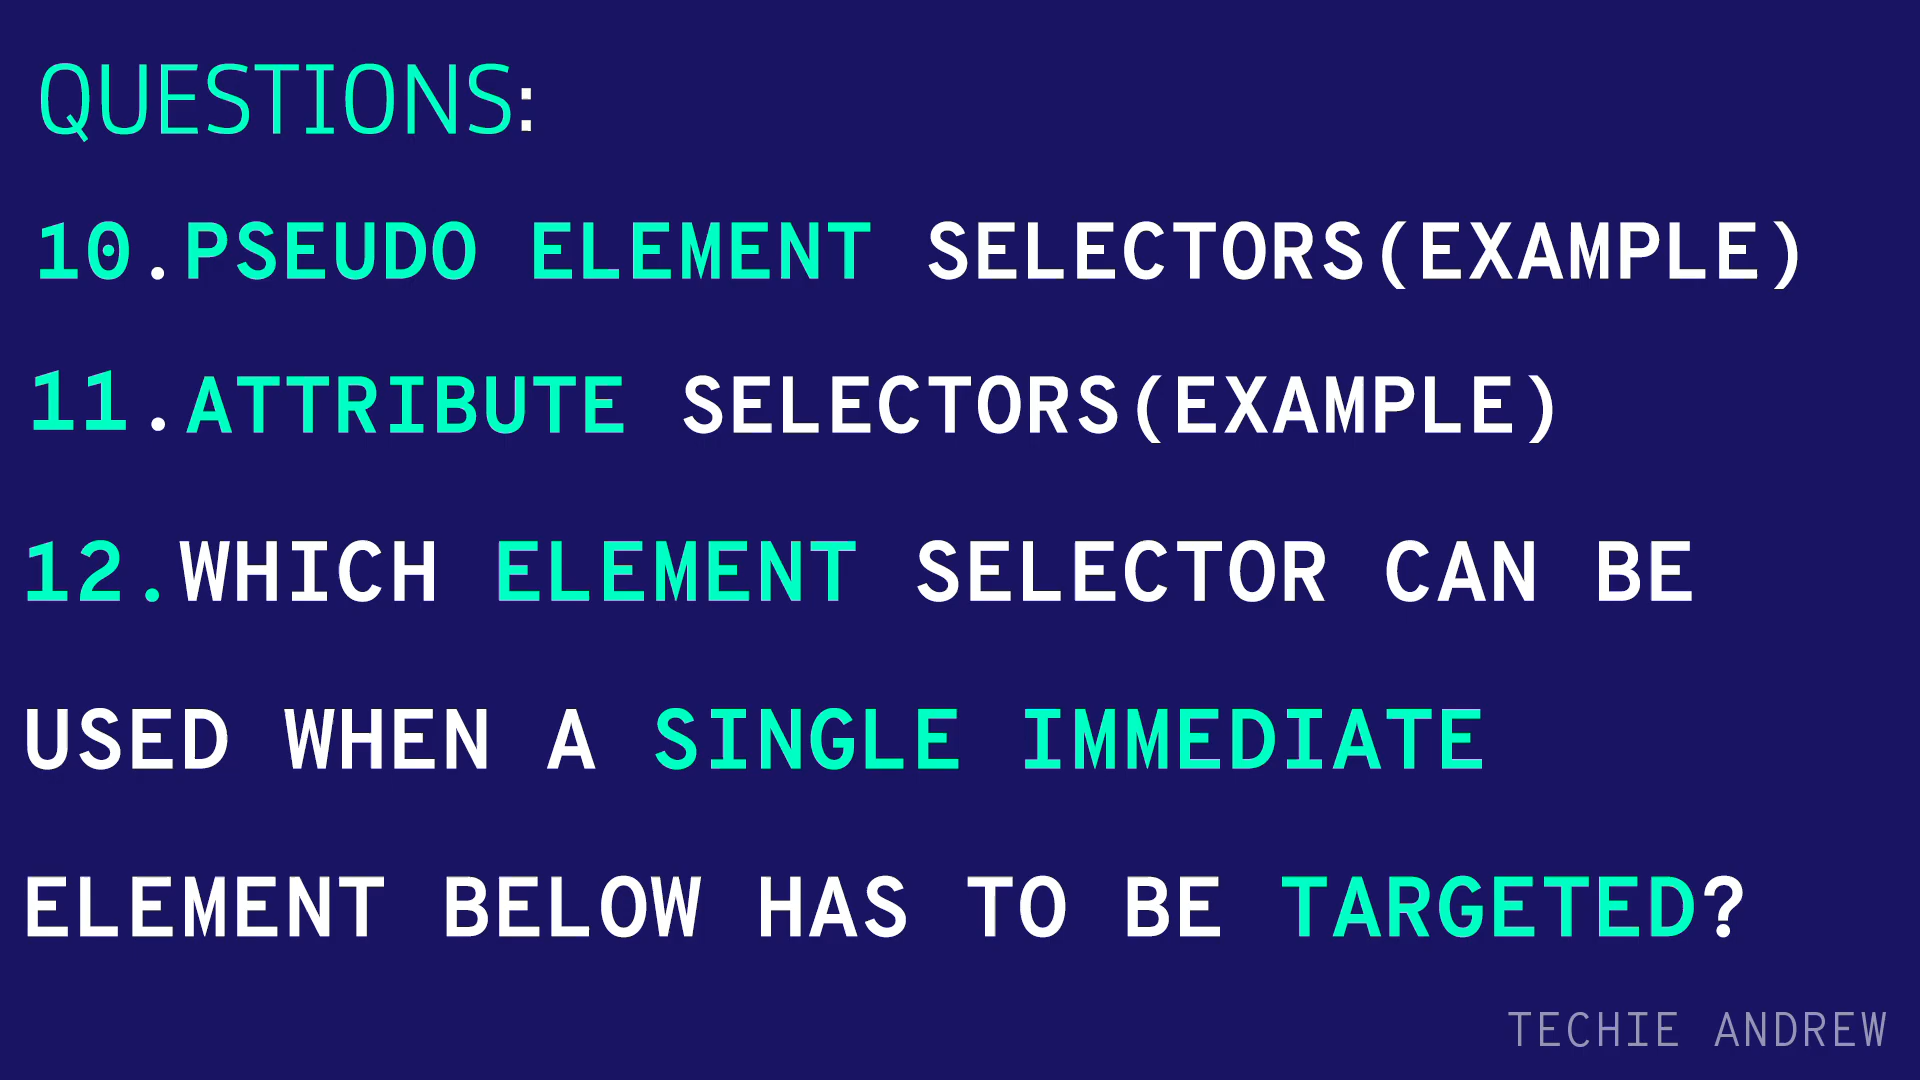 QUESTIONS:
10.PSEUDO ELEMENT SELECTORS(EXAMPLE)
11.ATTRIBUTE SELECTORS(EXAMPLE)
12.WHICH ELEMENT SELECTOR CAN BE
USED WHEN A SINGLE IMMEDIATE
ELEMENT BELOW HAS TO BE TARGETED?
TECHIE ANDREW